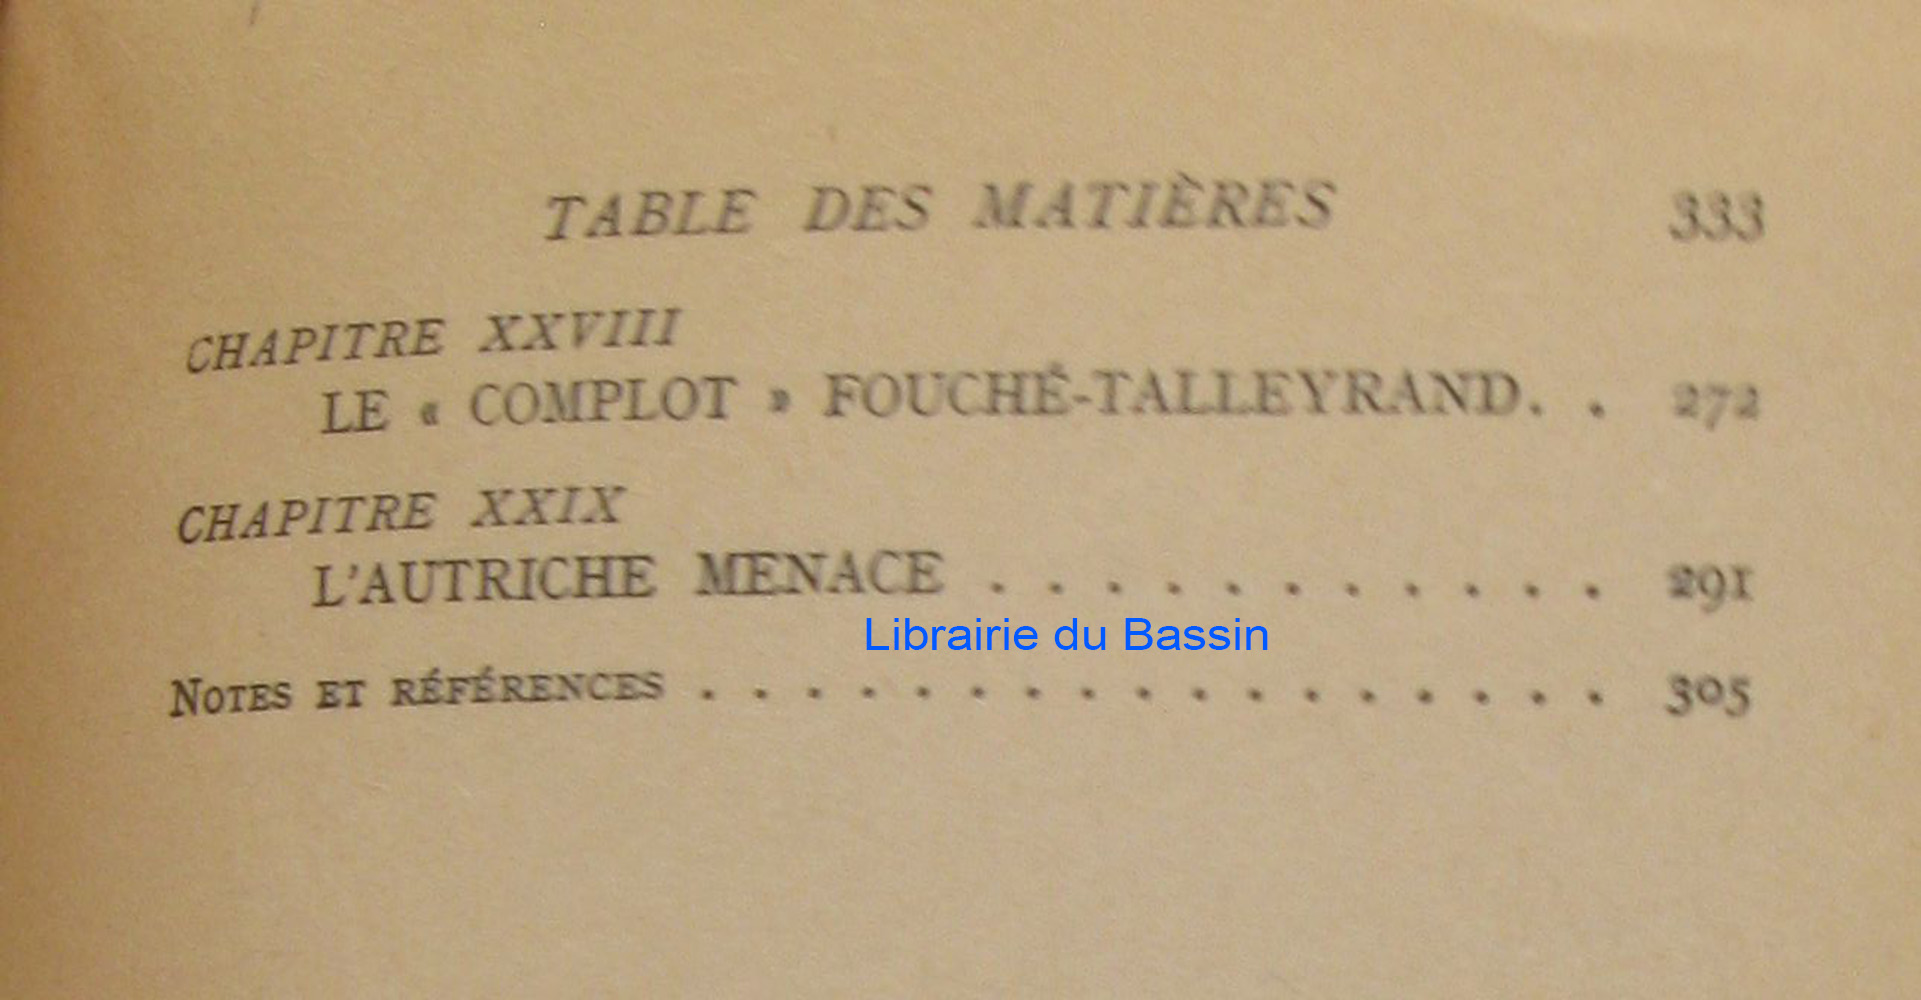 TABLE DES MATIÈRES 333
CHAPITRE XXVIII
LE « COMPLOT » FOUCHÉ-TALLEYRAND. . 272
CHAPITRE XXIX
L'AUTRICHE MENACE . . . . . . . . . . . 291
Librairie du Bassin
NOTES ET RÉFÉRENCES . . . . . . . . . . . . . . . . . 305